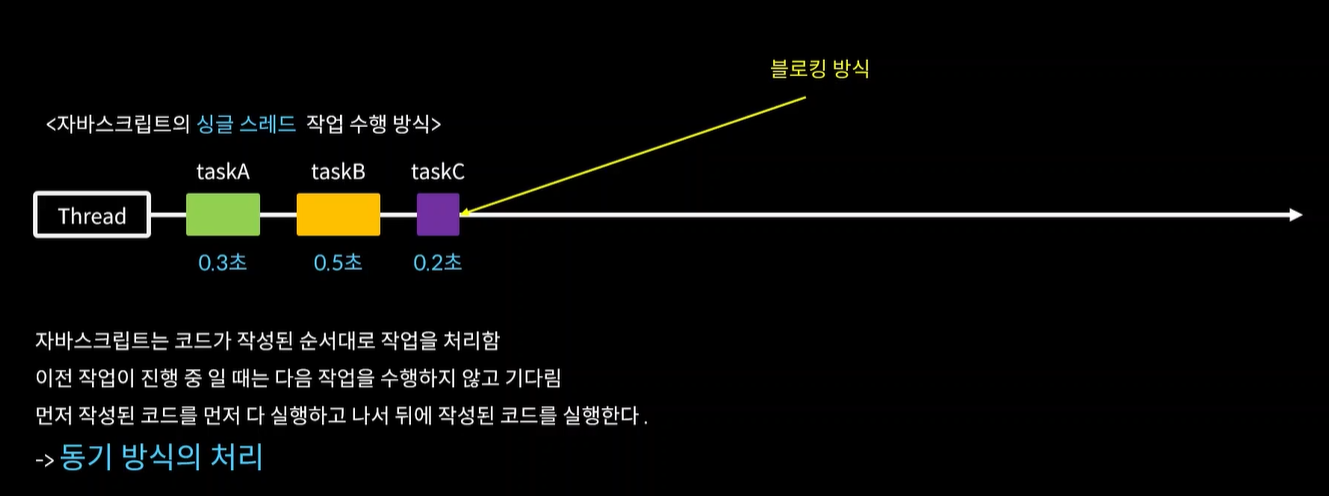 블로킹 방식
<자바스크립트의 싱글 스레드 작업 수행 방식>
taskA taskB taskC
Thread
0.3초 0.5초 0.2초
자바스크립트는 코드가 작성된 순서대로 작업을 처리함
이전 작업이 진행 중 일 때는 다음 작업을 수행하지 않고 기다림
먼저 작성된 코드를 먼저 다 실행하고 나서 뒤에 작성된 코드를 실행한다 .
-> 동기 방식의 처리